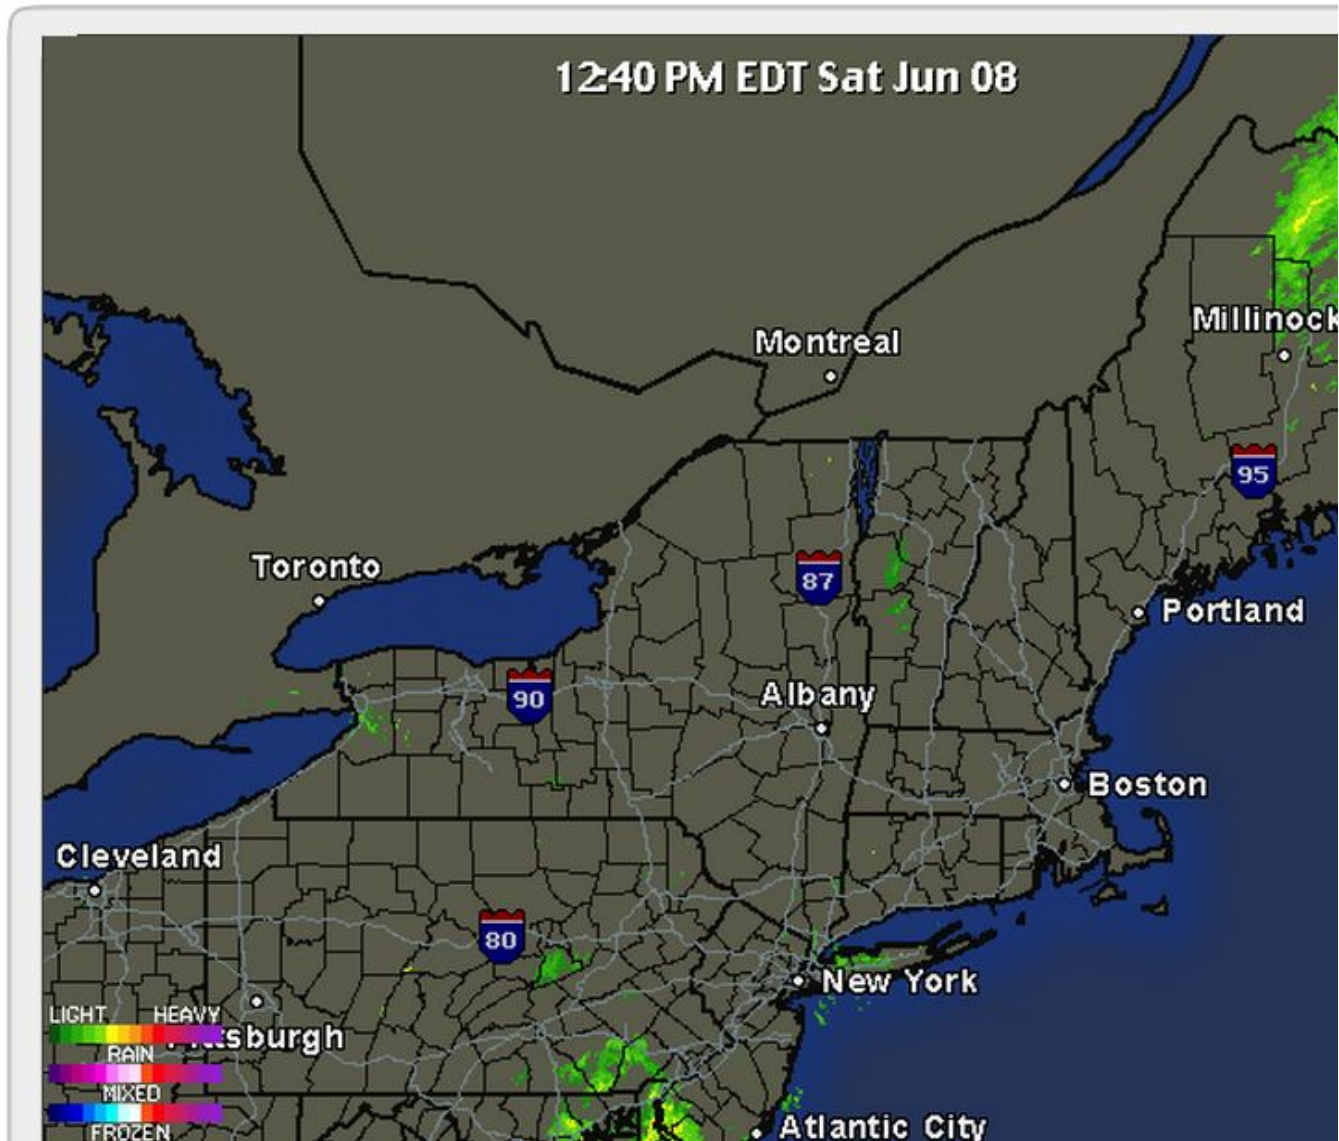 12:40 PM EDT Sat Jun 08
Montreal
Millinock
95
Toronto
87
Portland
90
Albany
Boston
Cleveland
80
New York
LIGHT HEAVY
RAIN
sburgh
MIXED
FROZEN
Atlantic City